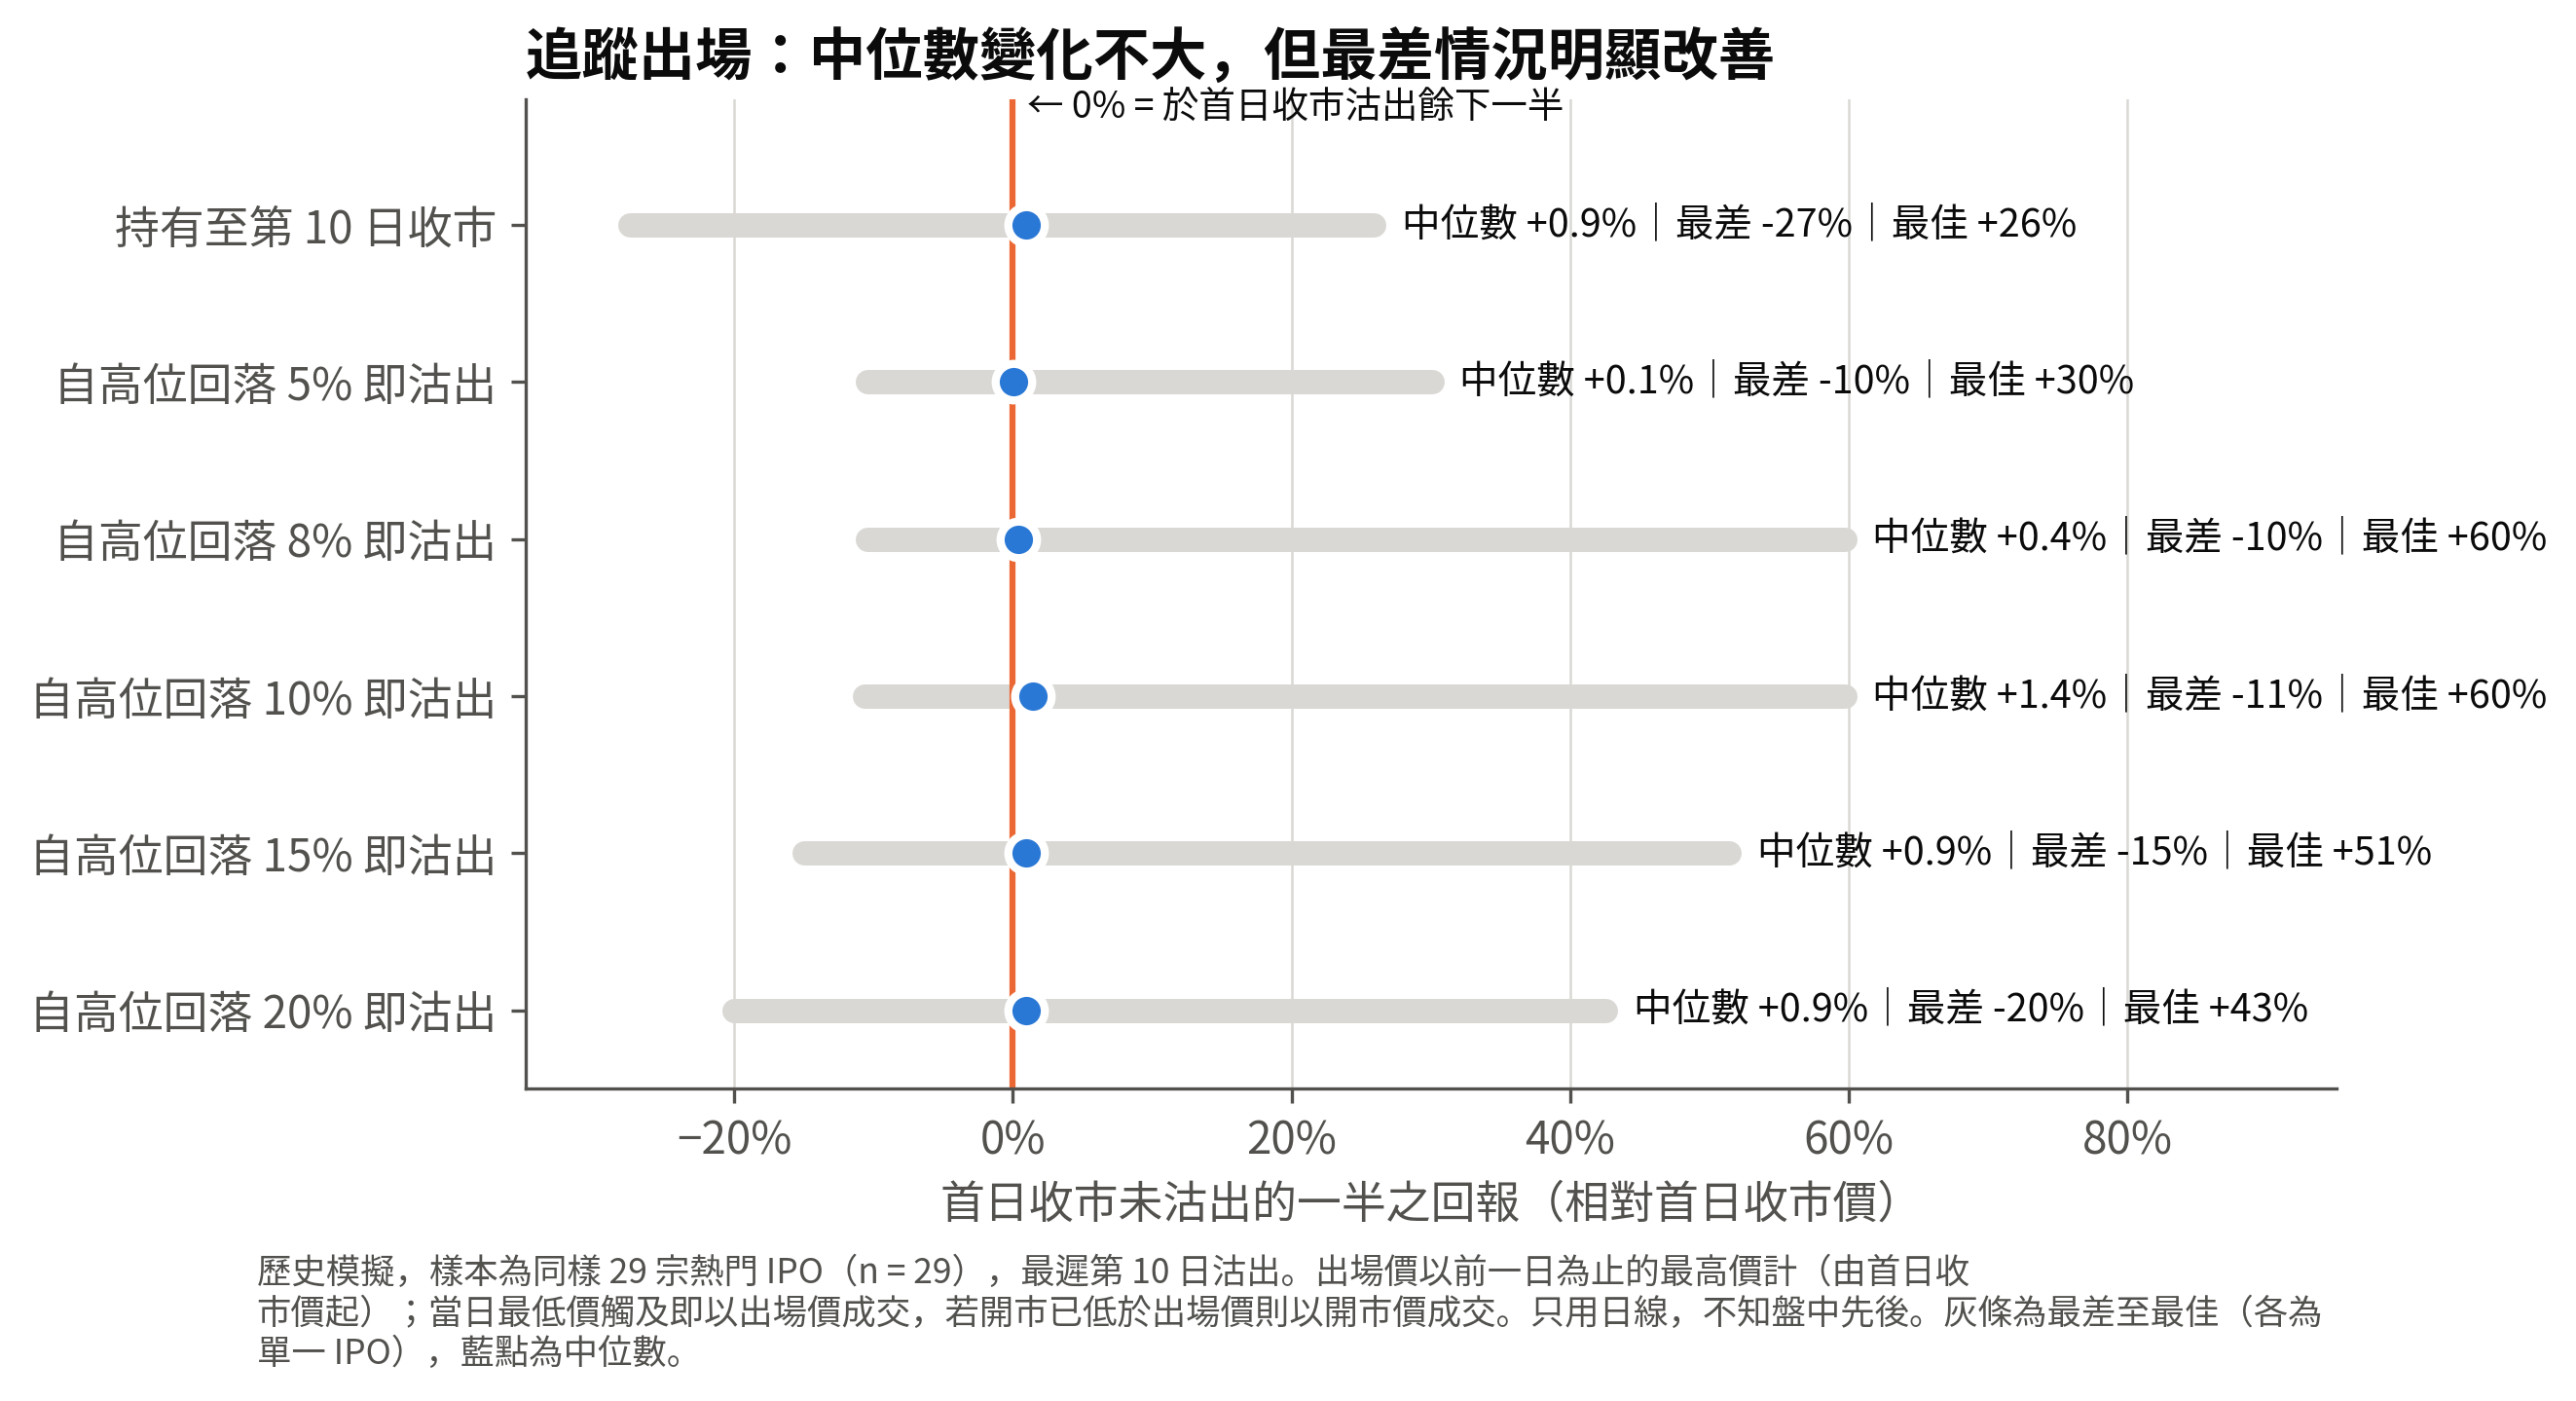 追蹤出場：中位數變化不大，但最差情況明顯改善
← 0% = 於首日收市沽出餘下一半
持有至第 10 日收市
中位數 +0.9%｜最差 -27%｜最佳 +26%
自高位回落 5% 即沽出
中位數 +0.1%｜最差 -10%｜最佳 +30%
自高位回落 8% 即沽出
中位數 +0.4%｜最差 -10%｜最佳 +60%
自高位回落 10% 即沽出
中位數 +1.4%｜最差 -11%｜最佳 +60%
自高位回落 15% 即沽出
中位數 +0.9%｜最差 -15%｜最佳 +51%
自高位回落 20% 即沽出
中位數 +0.9%｜最差 -20%｜最佳 +43%
−20% 0% 20% 40% 60% 80%
首日收市未沽出的一半之回報（相對首日收市價）
歷史模擬，樣本為同樣 29 宗熱門 IPO（n = 29），最遲第 10 日沽出。出場價以前一日為止的最高價計（由首日收
市價起）；當日最低價觸及即以出場價成交，若開市已低於出場價則以開市價成交。只用日線，不知盤中先後。灰條為最差至最佳（各為
單一 IPO），藍點為中位數。